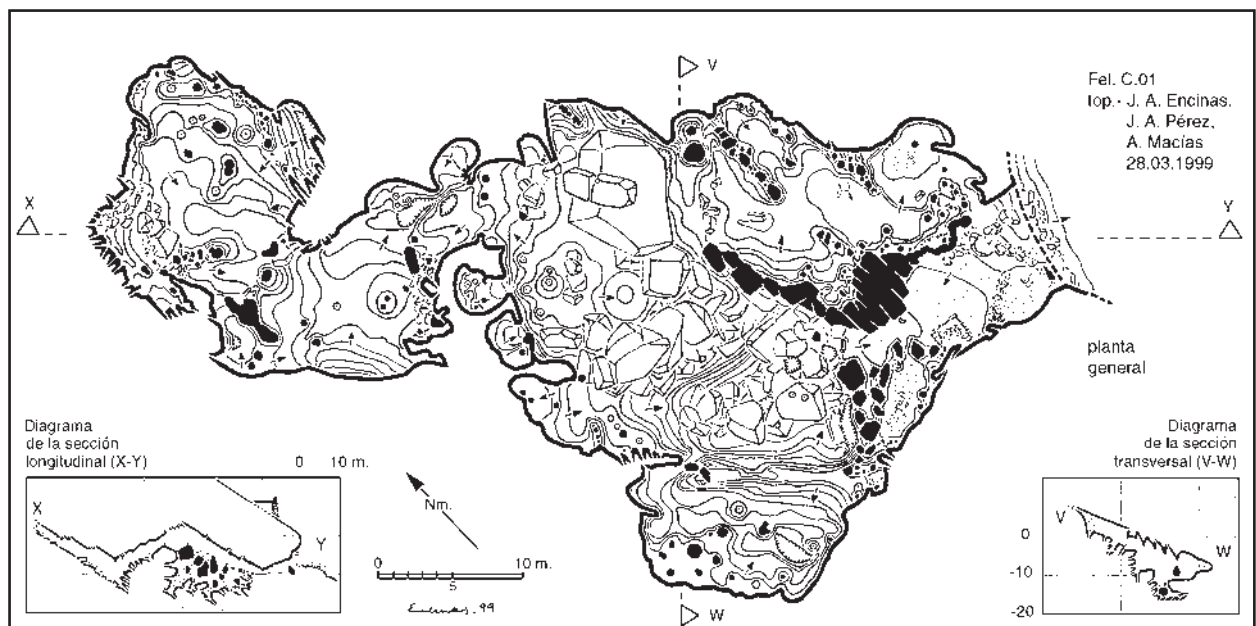 V
Fel. C.01
top.- J. A. Encinas.
J. A. Pérez,
A. Macías
28.03.1999
X
Y
planta
general
Diagrama
de la sección
longitudinal (X-Y)
0 10 m.
X
Y
Nm.
0 10 m.
5
Encinas. 99
W
Diagrama
de la sección
transversal (V-W)
V
W
0
-10
-20